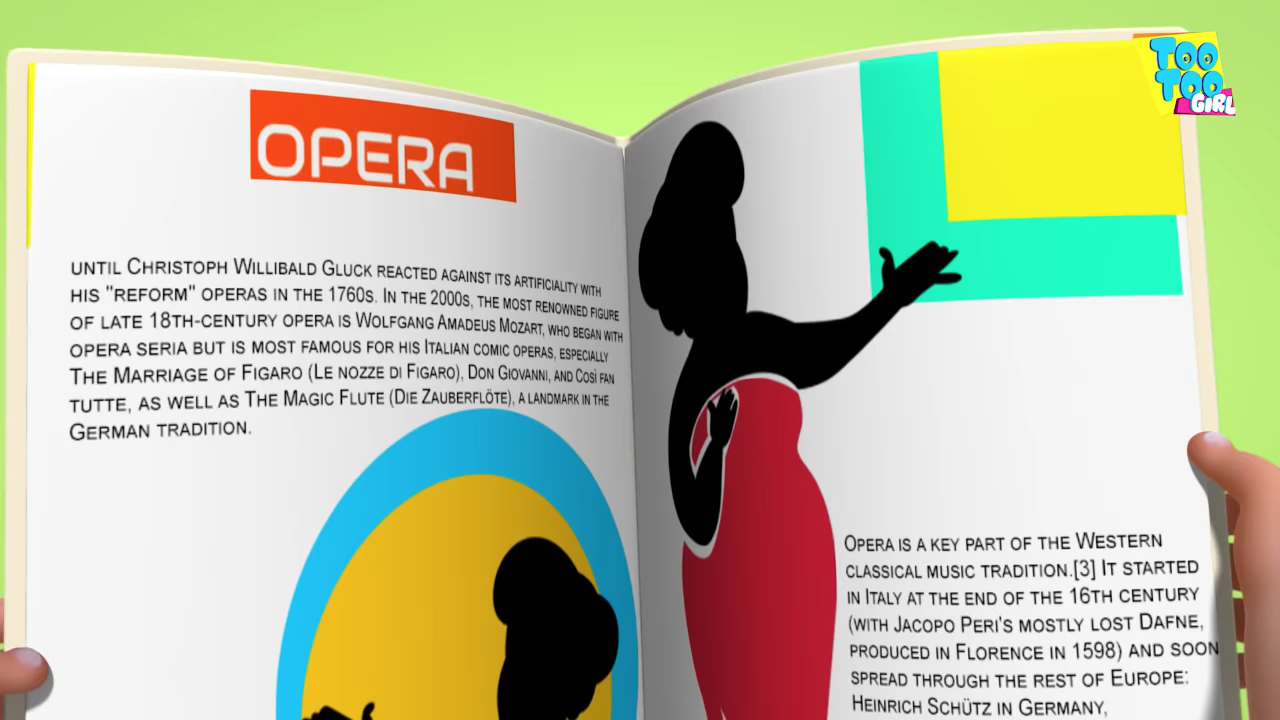 OPERA
UNTIL CHRISTOPH WILLIBALD GLUCK REACTED AGAINST ITS ARTIFICIALITY WITH
HIS "REFORM" OPERAS IN THE 1760S. IN THE 2000S, THE MOST RENOWNED FIGURE
OF LATE 18TH-CENTURY OPERA IS WOLFGANG AMADEUS MOZART, WHO BEGAN WITH
OPERA SERIA BUT IS MOST FAMOUS FOR HIS ITALIAN COMIC OPERAS, ESPECIALLY
THE MARRIAGE OF FIGARO (LE NOZZE DI FIGARO), DON GIOVANNI, AND COSÌ FAN
TUTTE, AS WELL AS THE MAGIC FLUTE (DIE ZAUBERFLÖTE), A LANDMARK IN THE
GERMAN TRADITION.
OPERA IS A KEY PART OF THE WESTERN
CLASSICAL MUSIC TRADITION.[3] IT STARTED
IN ITALY AT THE END OF THE 16TH CENTURY
(WITH JACOPO PERI'S MOSTLY LOST DAFNE,
PRODUCED IN FLORENCE IN 1598) AND SOON
SPREAD THROUGH THE REST OF EUROPE:
HEINRICH SCHÜTZ IN GERMANY,
TOO
TOO
GIRL